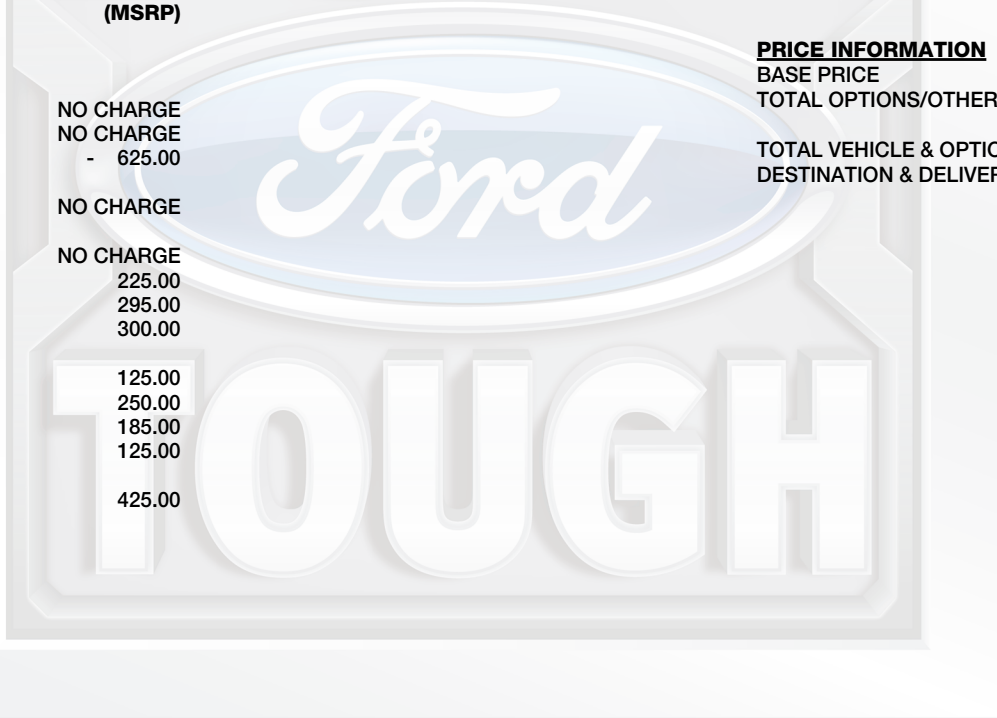 (MSRP)
NO CHARGE
NO CHARGE
- 625.00
NO CHARGE
NO CHARGE
225.00
295.00
300.00
125.00
250.00
185.00
125.00
425.00
PRICE INFORMATION
BASE PRICE
TOTAL OPTIONS/OTHER
TOTAL VEHICLE & OPTIO
DESTINATION & DELIVER
Ford
TOUGH